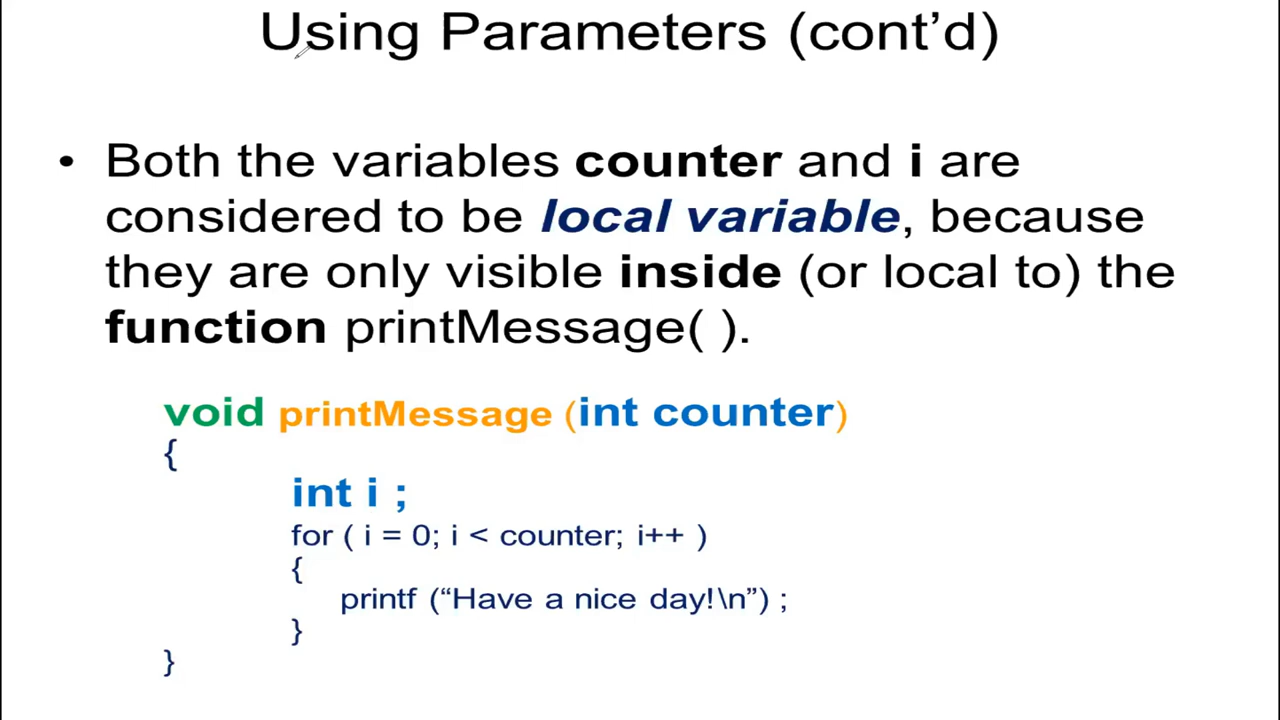 Using Parameters (cont’d)
• Both the variables counter and i are
considered to be local variable, because
they are only visible inside (or local to) the
function printMessage( ).
void printMessage (int counter)
{
int i ;
for ( i = 0; i < counter; i++ )
{
printf (“Have a nice day!\n”) ;
}
}